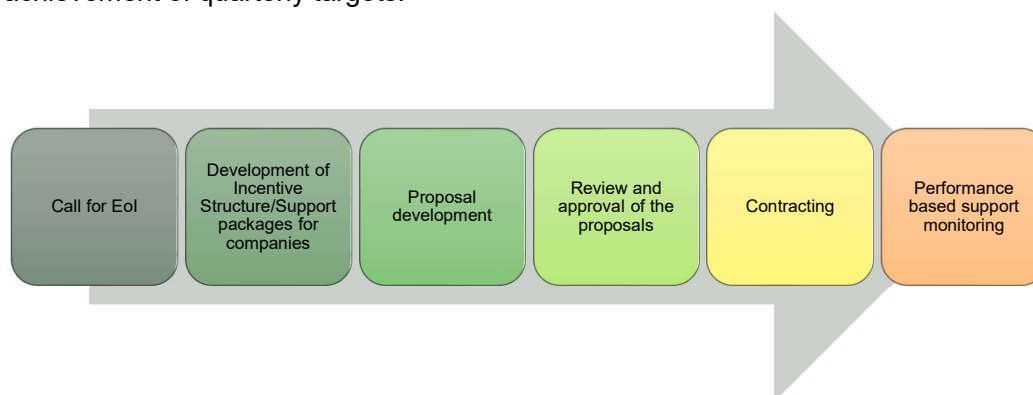 achievement of quarterly targets.
Call for EoI
Development of
Incentive
Structure/Support
packages for
companies
Proposal
development
Review and
approval of the
proposals
Contracting
Performance
based support
monitoring